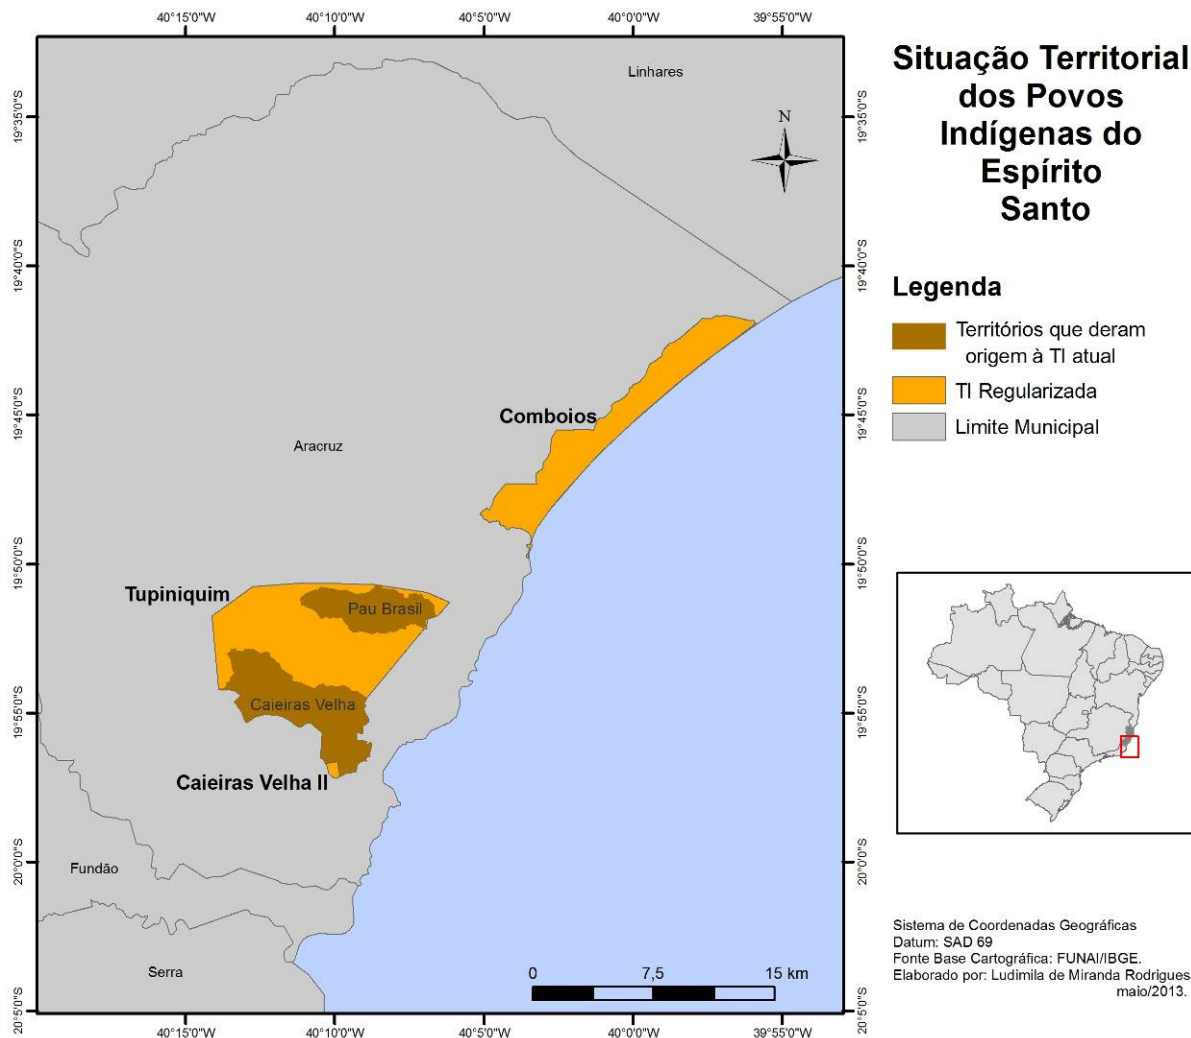 40°15'0"W
40°10'0"W
40°5'0"W
40°0'0"W
39°55'0"W
19°35'0"S
19°40'0"S
19°45'0"S
19°50'0"S
19°55'0"S
20°0'0"S
20°5'0"S
Linhares
N
Comboios
Aracruz
Tupiniquim
Pau Brasil
Caieiras Velha
Caieiras Velha II
Fundão
Serra
0 7,5 15 km
19°35'0"S
19°40'0"S
19°45'0"S
19°50'0"S
19°55'0"S
20°0'0"S
20°5'0"S
40°15'0"W
40°10'0"W
40°5'0"W
40°0'0"W
39°55'0"W
Situação Territorial
dos Povos
Indígenas do
Espírito
Santo
Legenda
Territórios que deram
origem à TI atual
TI Regularizada
Limite Municipal
Sistema de Coordenadas Geográficas
Datum: SAD 69
Fonte Base Cartográfica: FUNAI/IBGE.
Elaborado por: Ludimila de Miranda Rodrigues
maio/2013.